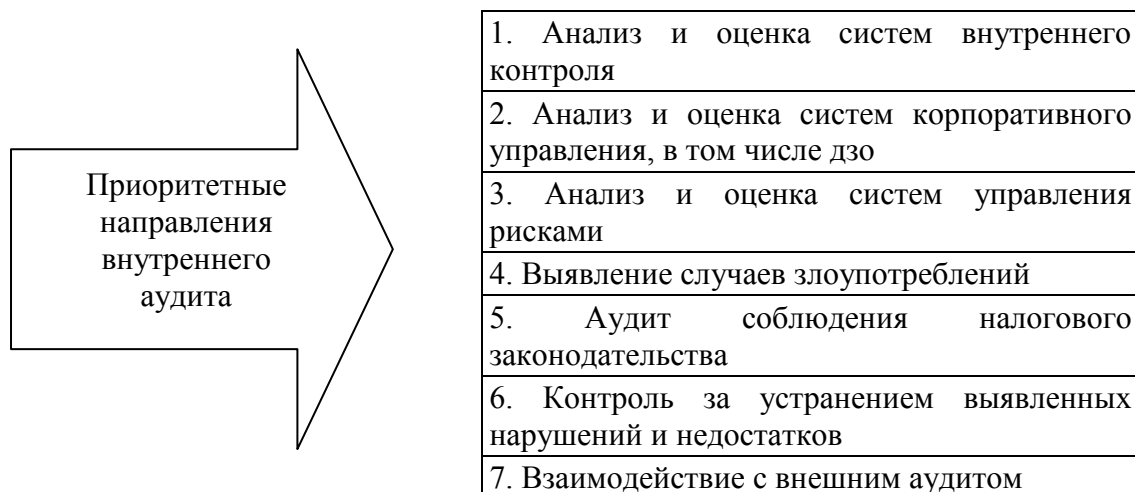 Приоритетные
направления
внутреннего
аудита
1. Анализ и оценка систем внутреннего
контроля
2. Анализ и оценка систем корпоративного
управления, в том числе дзо
3. Анализ и оценка систем управления
рисками
4. Выявление случаев злоупотреблений
5. Аудит соблюдения налогового
законодательства
6. Контроль за устранением выявленных
нарушений и недостатков
7. Взаимодействие с внешним аудитом